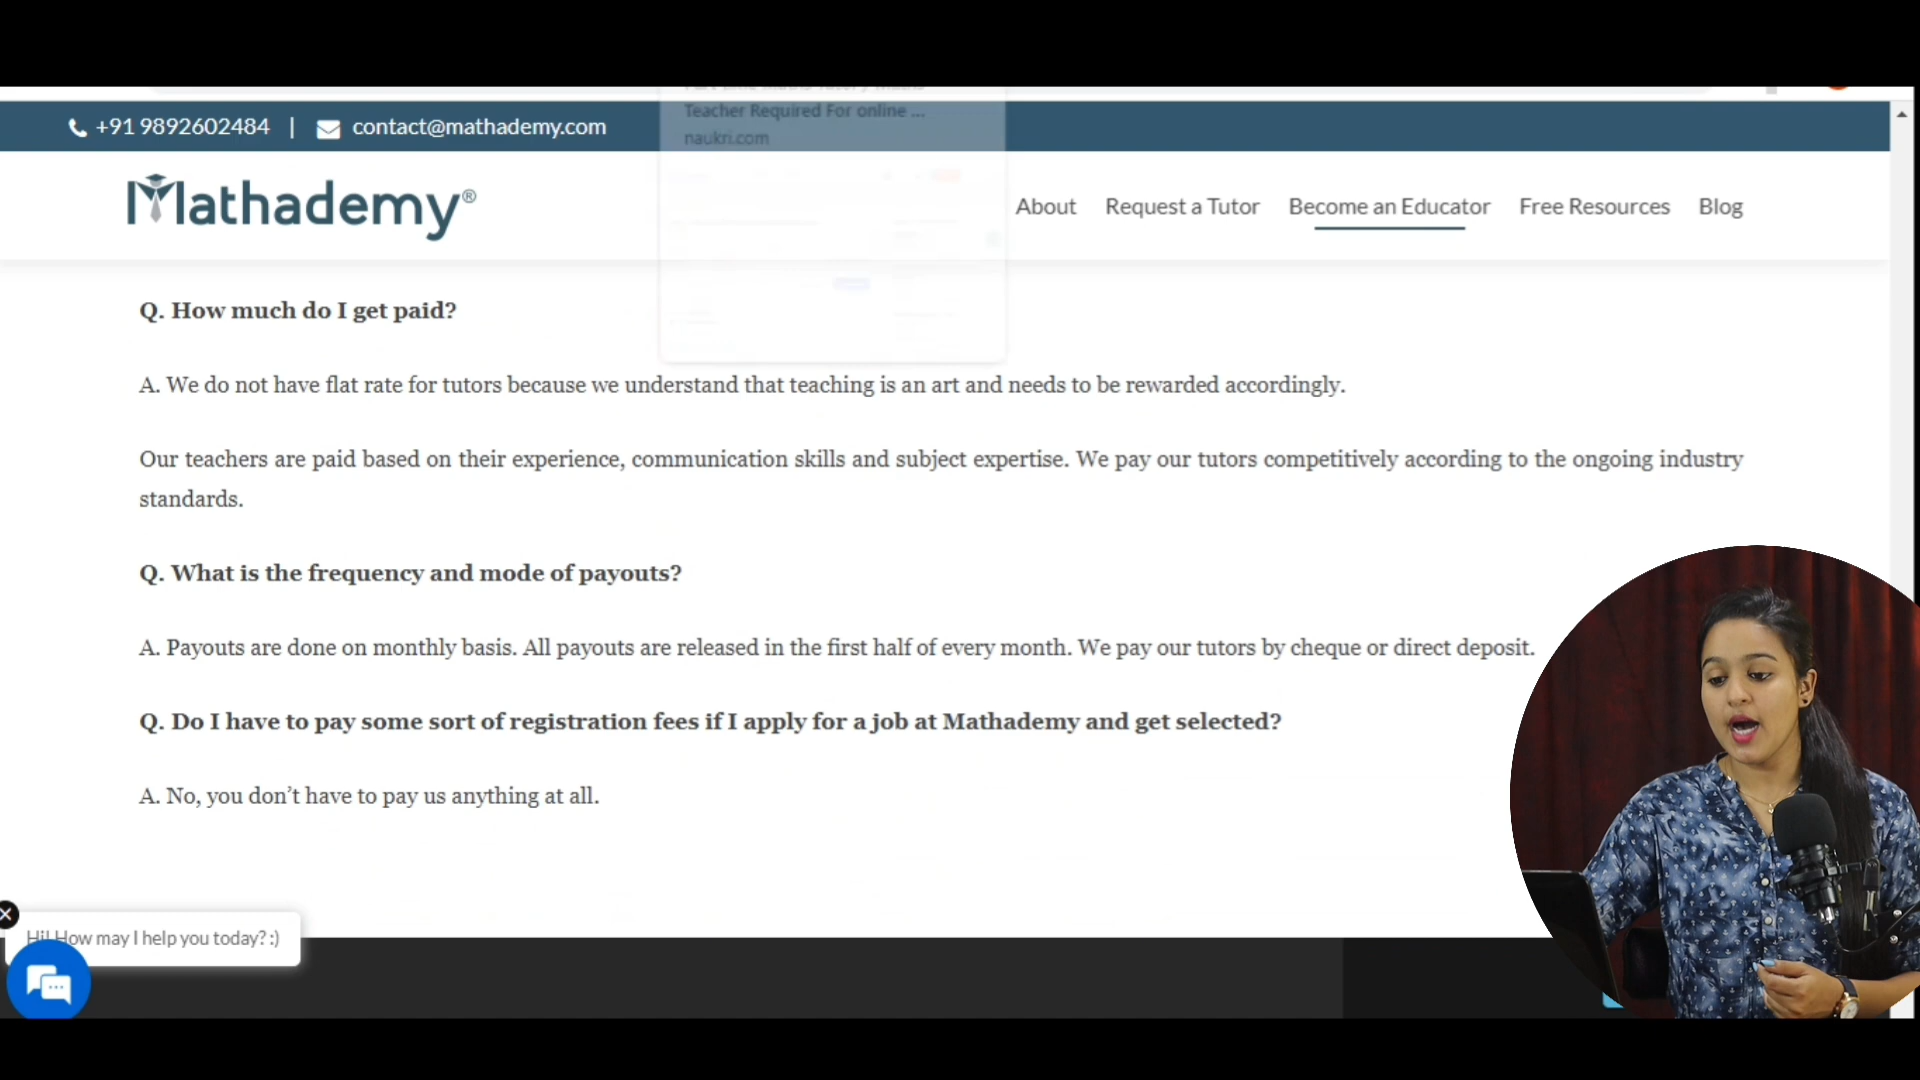 Teacher Required For online ...
naukri.com
+91 9892602484 | contact@mathademy.com
Mathademy®
About Request a Tutor Become an Educator Free Resources Blog
Q. How much do I get paid?
A. We do not have flat rate for tutors because we understand that teaching is an art and needs to be rewarded accordingly.
Our teachers are paid based on their experience, communication skills and subject expertise. We pay our tutors competitively according to the ongoing industry
standards.
Q. What is the frequency and mode of payouts?
A. Payouts are done on monthly basis. All payouts are released in the first half of every month. We pay our tutors by cheque or direct deposit.
Q. Do I have to pay some sort of registration fees if I apply for a job at Mathademy and get selected?
A. No, you don’t have to pay us anything at all.
Hi! How may I help you today? :)